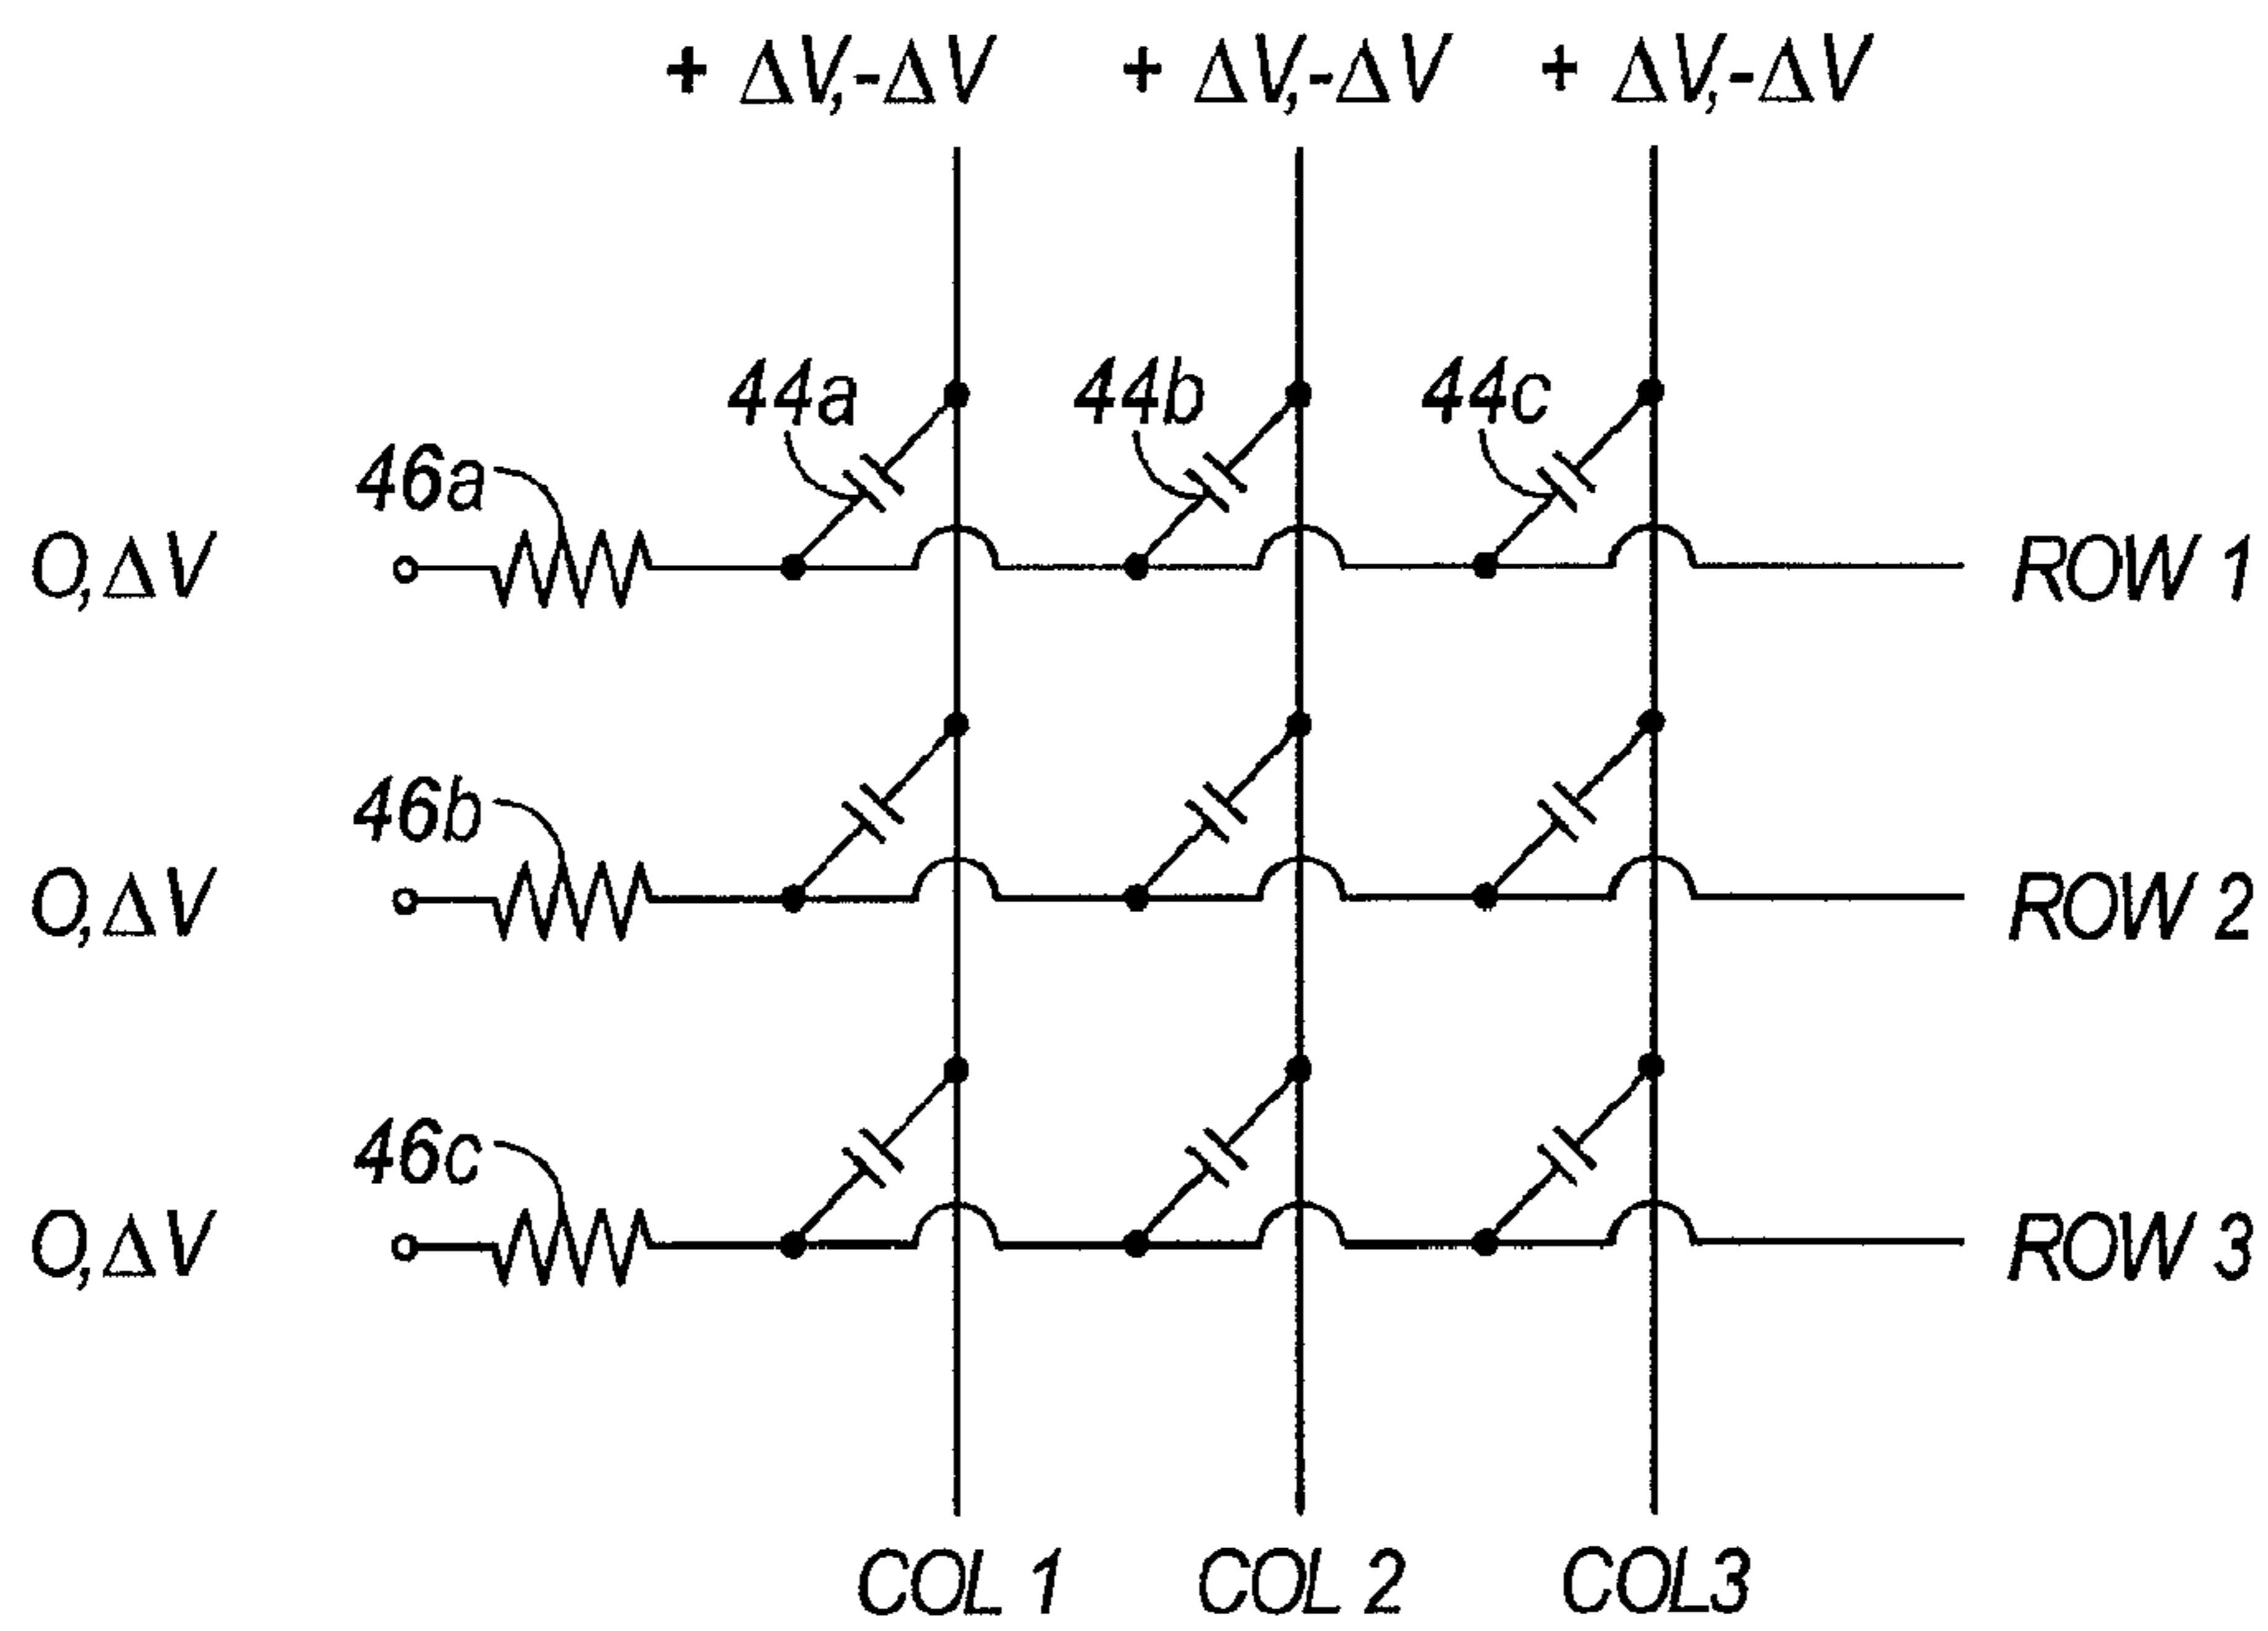 + ΔV,-ΔV
+ ΔV,-ΔV
+ ΔV,-ΔV
44a
44b
44c
46a
O,ΔV
ROW 1
46b
O,ΔV
ROW 2
46c
O,ΔV
ROW 3
COL 1
COL 2
COL3